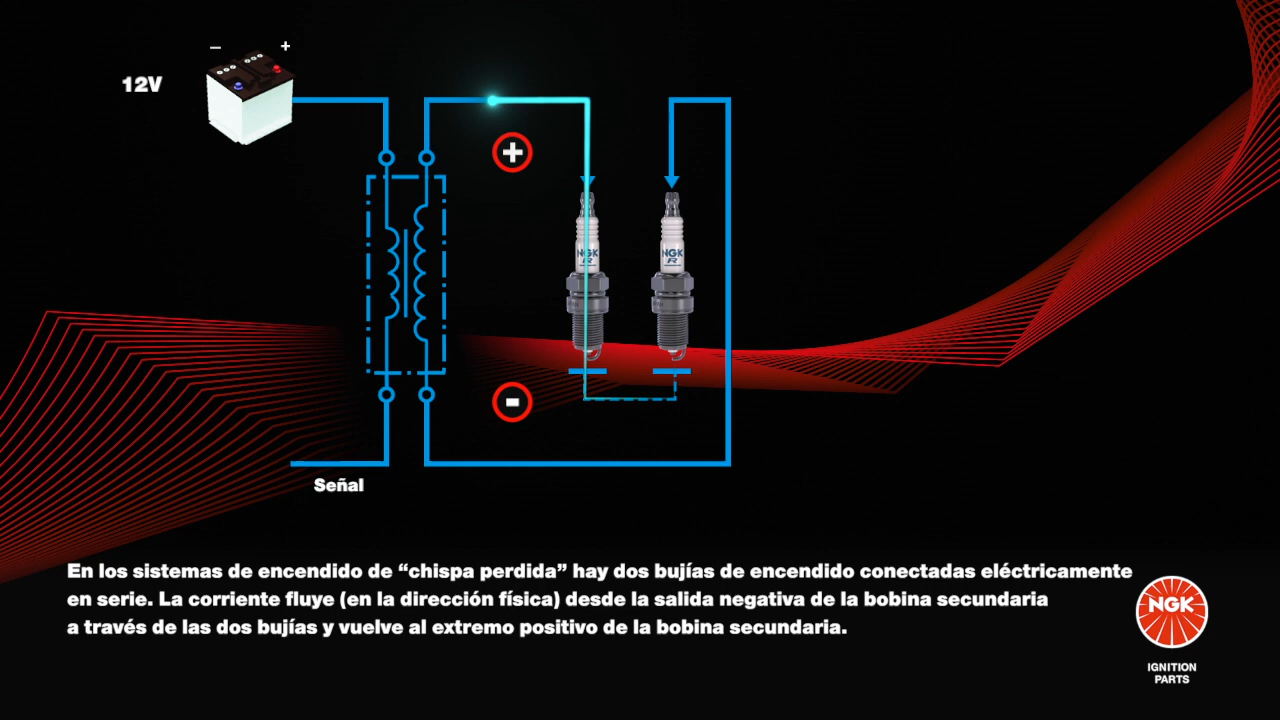 − +
12V
+
NGK
R
NGK
R
-
Señal
En los sistemas de encendido de “chispa perdida” hay dos bujías de encendido conectadas eléctricamente
en serie. La corriente fluye (en la dirección física) desde la salida negativa de la bobina secundaria
a través de las dos bujías y vuelve al extremo positivo de la bobina secundaria.
NGK
IGNITION
PARTS